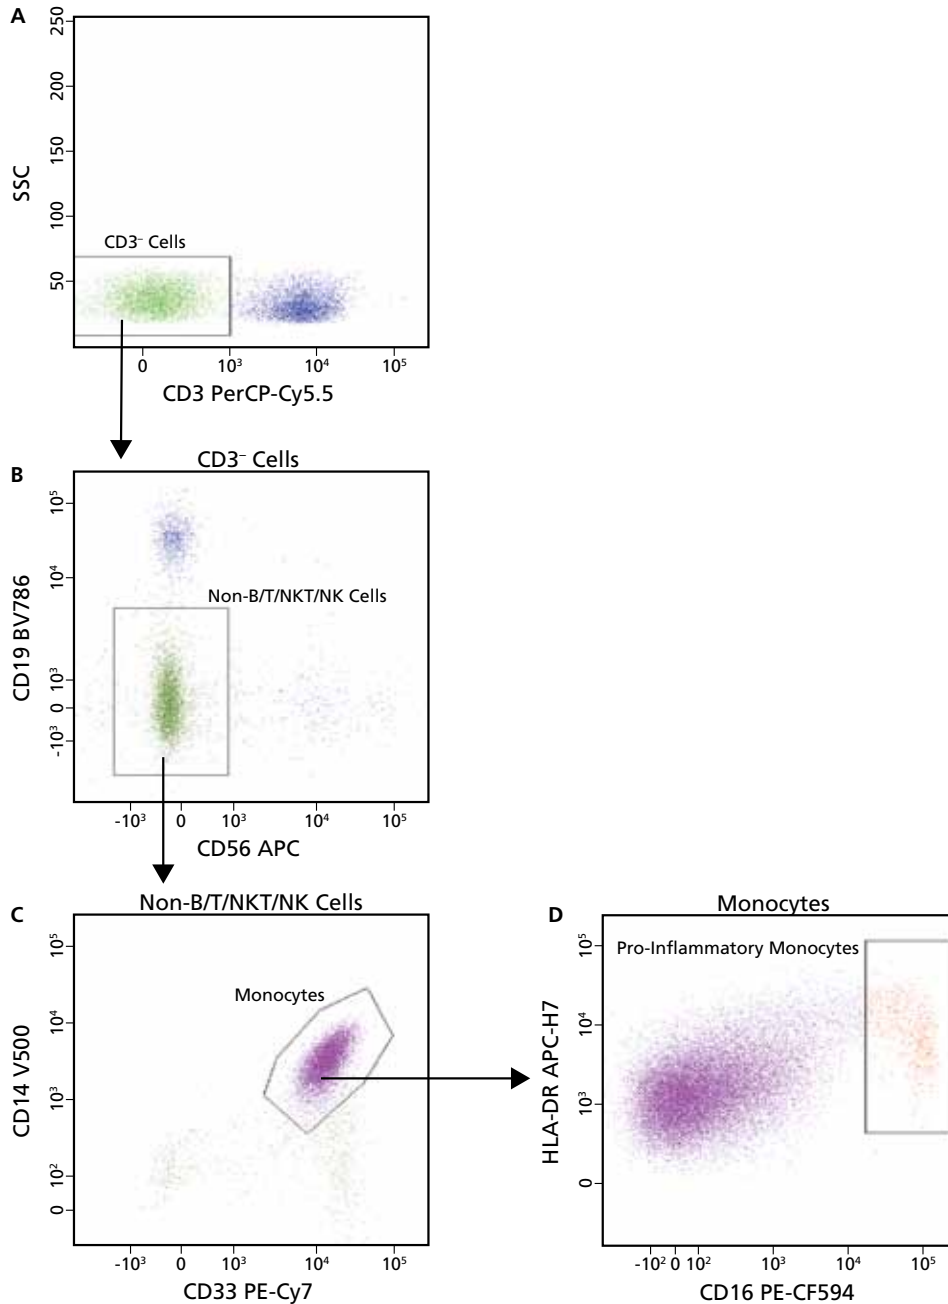 A
250
200
150
100
50
SSC
CD3⁻ Cells
0 10³ 10⁴ 10⁵
CD3 PerCP-Cy5.5
B
CD3⁻ Cells
10⁵
10⁴
10³
0
-10³
CD19 BV786
Non-B/T/NKT/NK Cells
-10³ 0 10³ 10⁴ 10⁵
CD56 APC
C
Non-B/T/NKT/NK Cells
10⁵
10⁴
10³
10²
0
CD14 V500
Monocytes
-10³ 0 10³ 10⁴ 10⁵
CD33 PE-Cy7
D
Monocytes
Pro-Inflammatory Monocytes
10⁵
10⁴
10³
0
HLA-DR APC-H7
-10² 0 10² 10³ 10⁴ 10⁵
CD16 PE-CF594